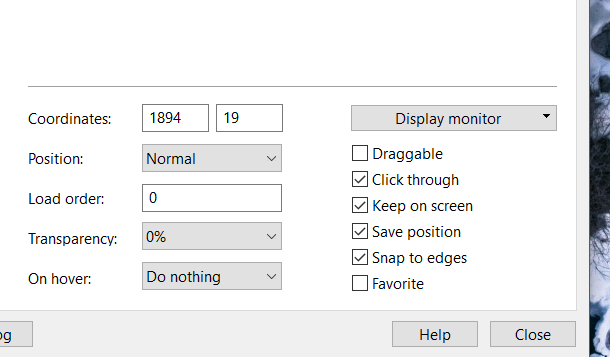 Coordinates: 1894 19 Display monitor
Draggable
Position: Normal
Click through
Load order: 0
Keep on screen
Transparency: 0%
Save position
Snap to edges
On hover: Do nothing
Favorite
og Help Close